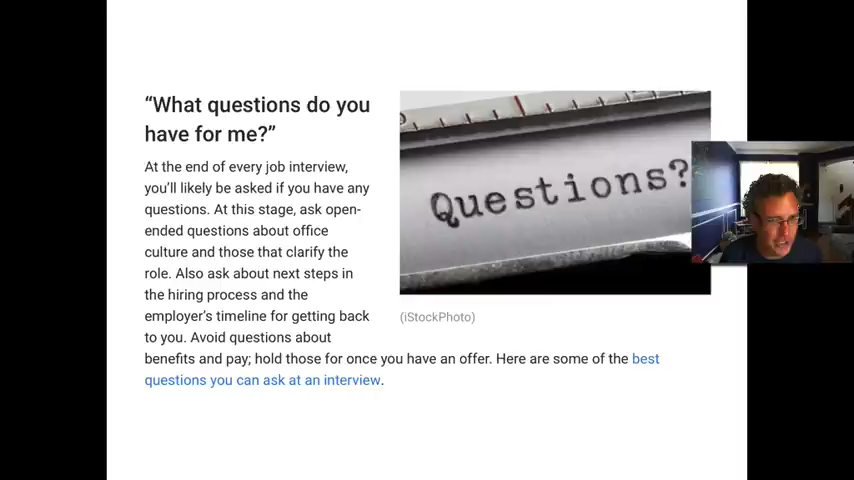 “What questions do you
have for me?”
At the end of every job interview,
you’ll likely be asked if you have any
questions. At this stage, ask open-
ended questions about office
culture and those that clarify the
role. Also ask about next steps in
the hiring process and the
employer’s timeline for getting back
to you. Avoid questions about
benefits and pay; hold those for once you have an offer. Here are some of the best
questions you can ask at an interview.
Questions?
(iStockPhoto)